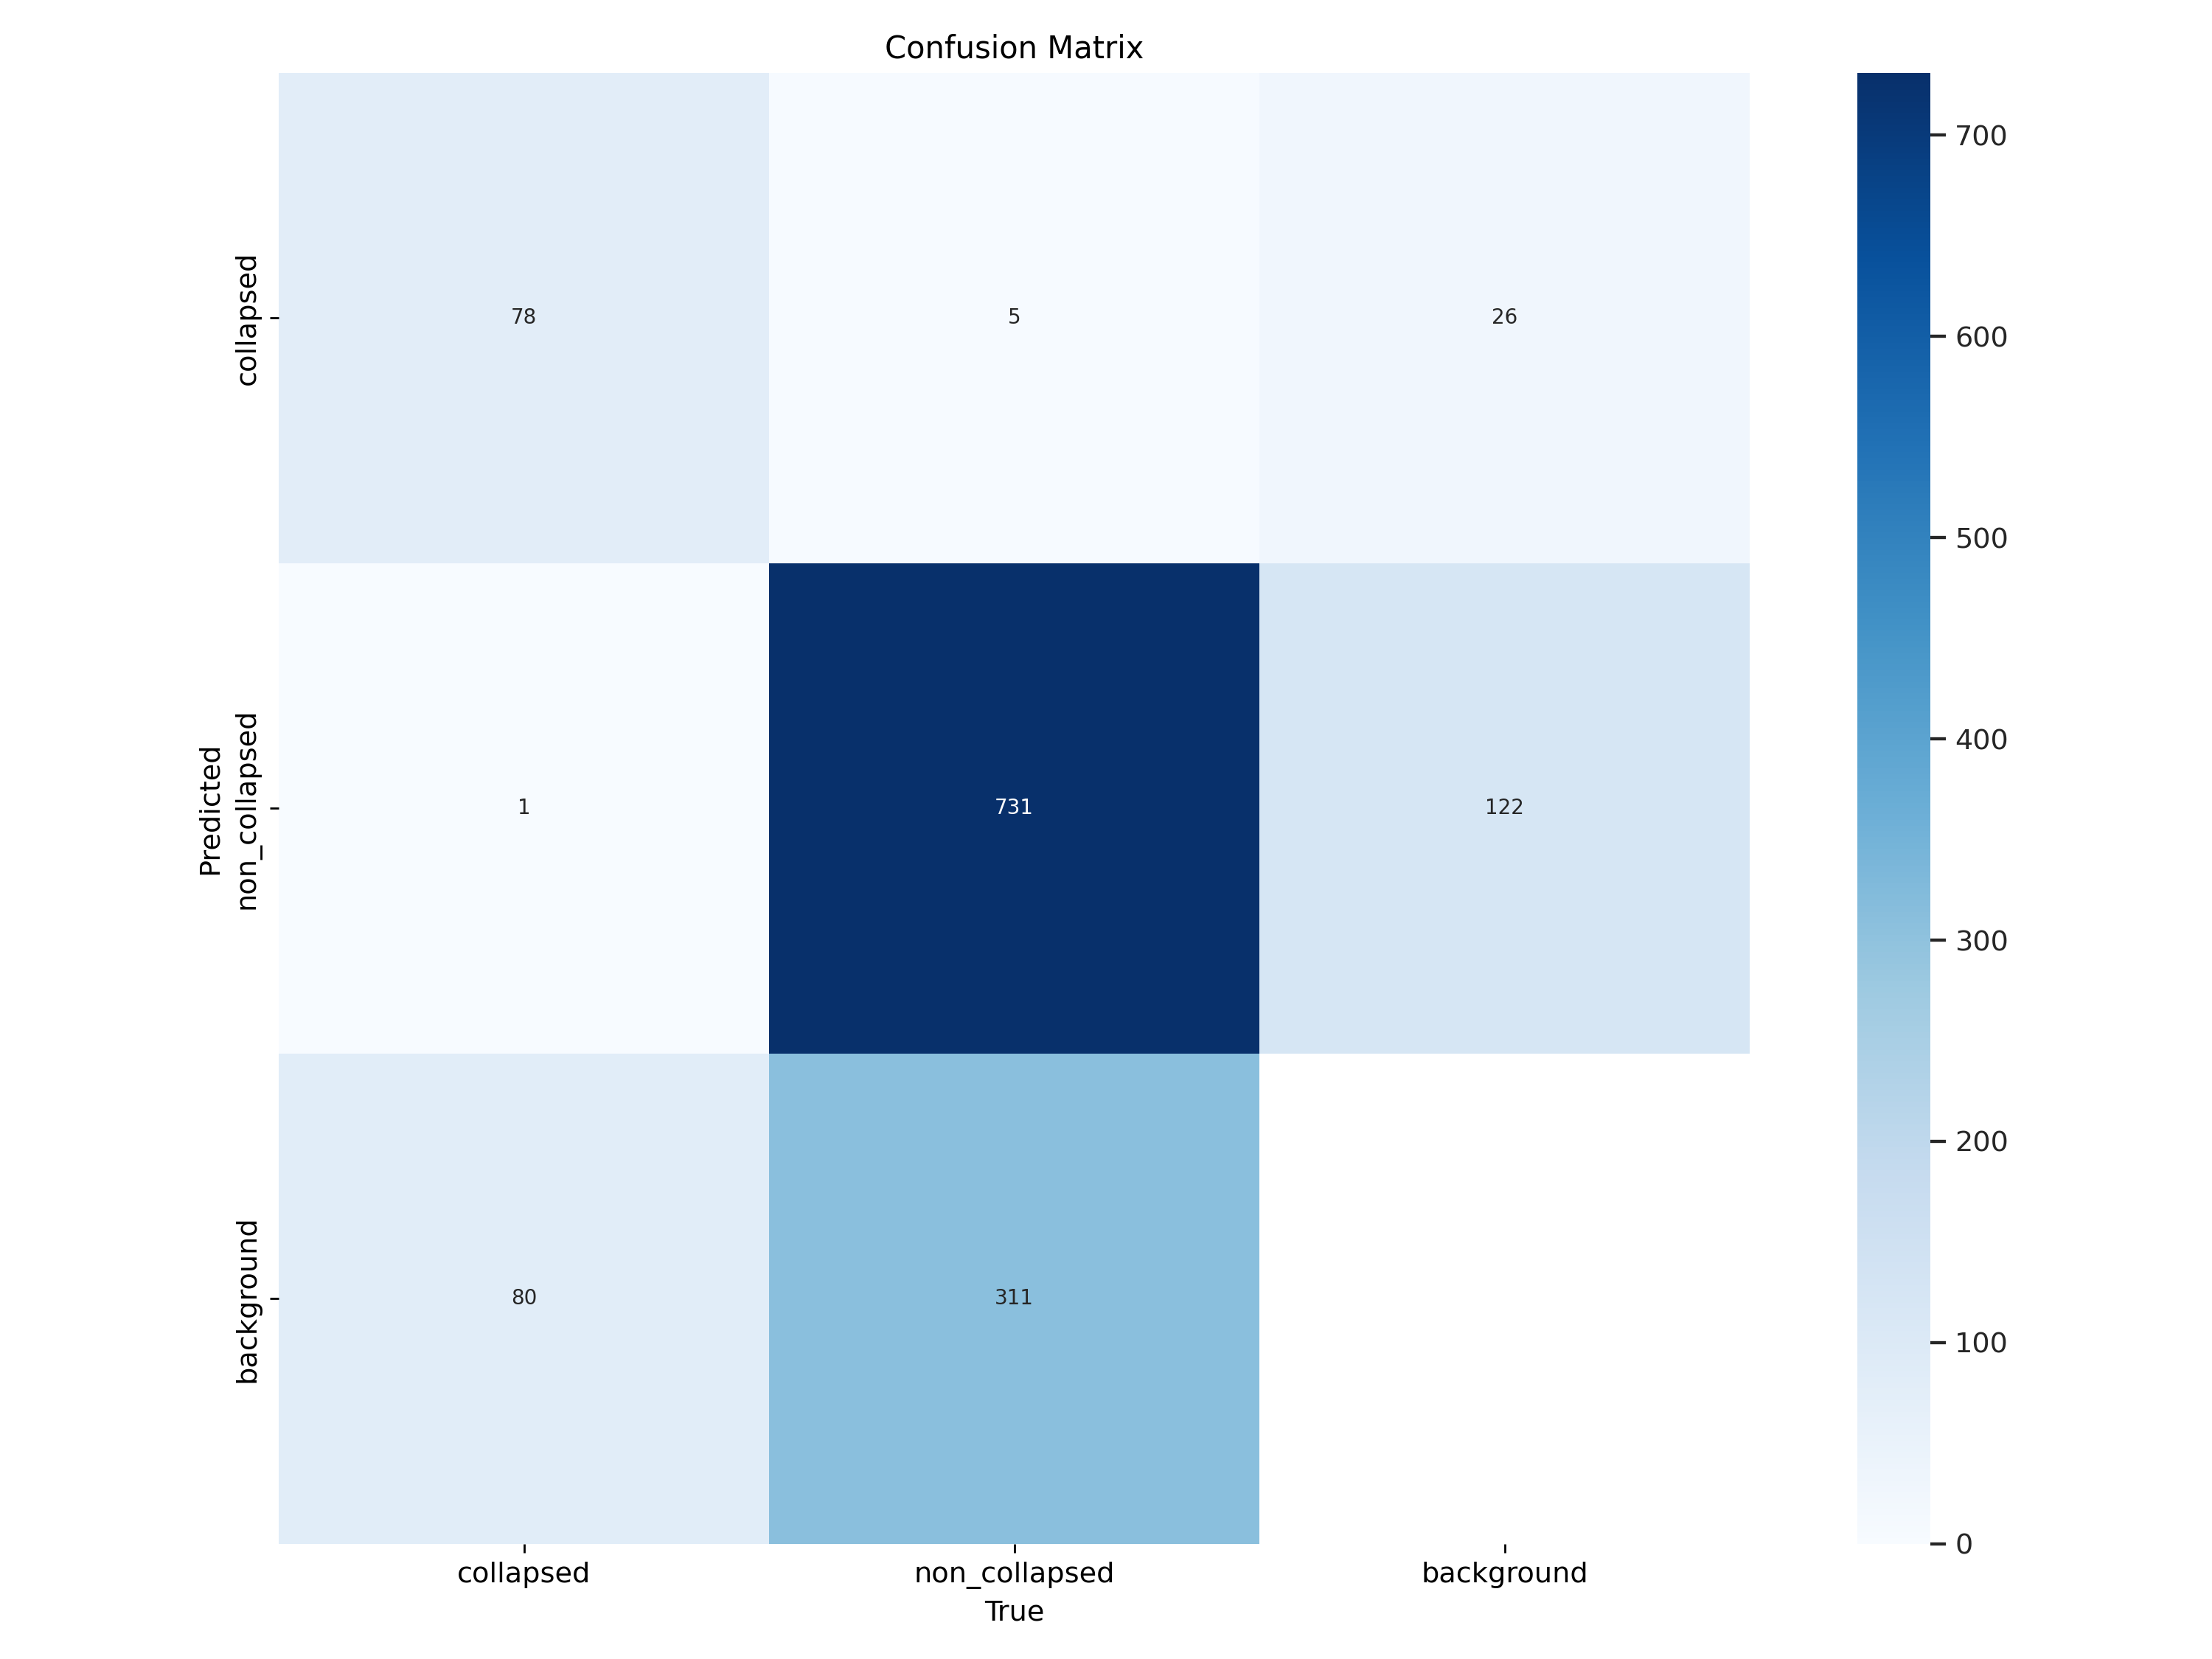 Confusion Matrix
collapsed
78
5
26
Predicted
non_collapsed
1
731
122
background
80
311
collapsed
non_collapsed
background
True
700
600
500
400
300
200
100
0